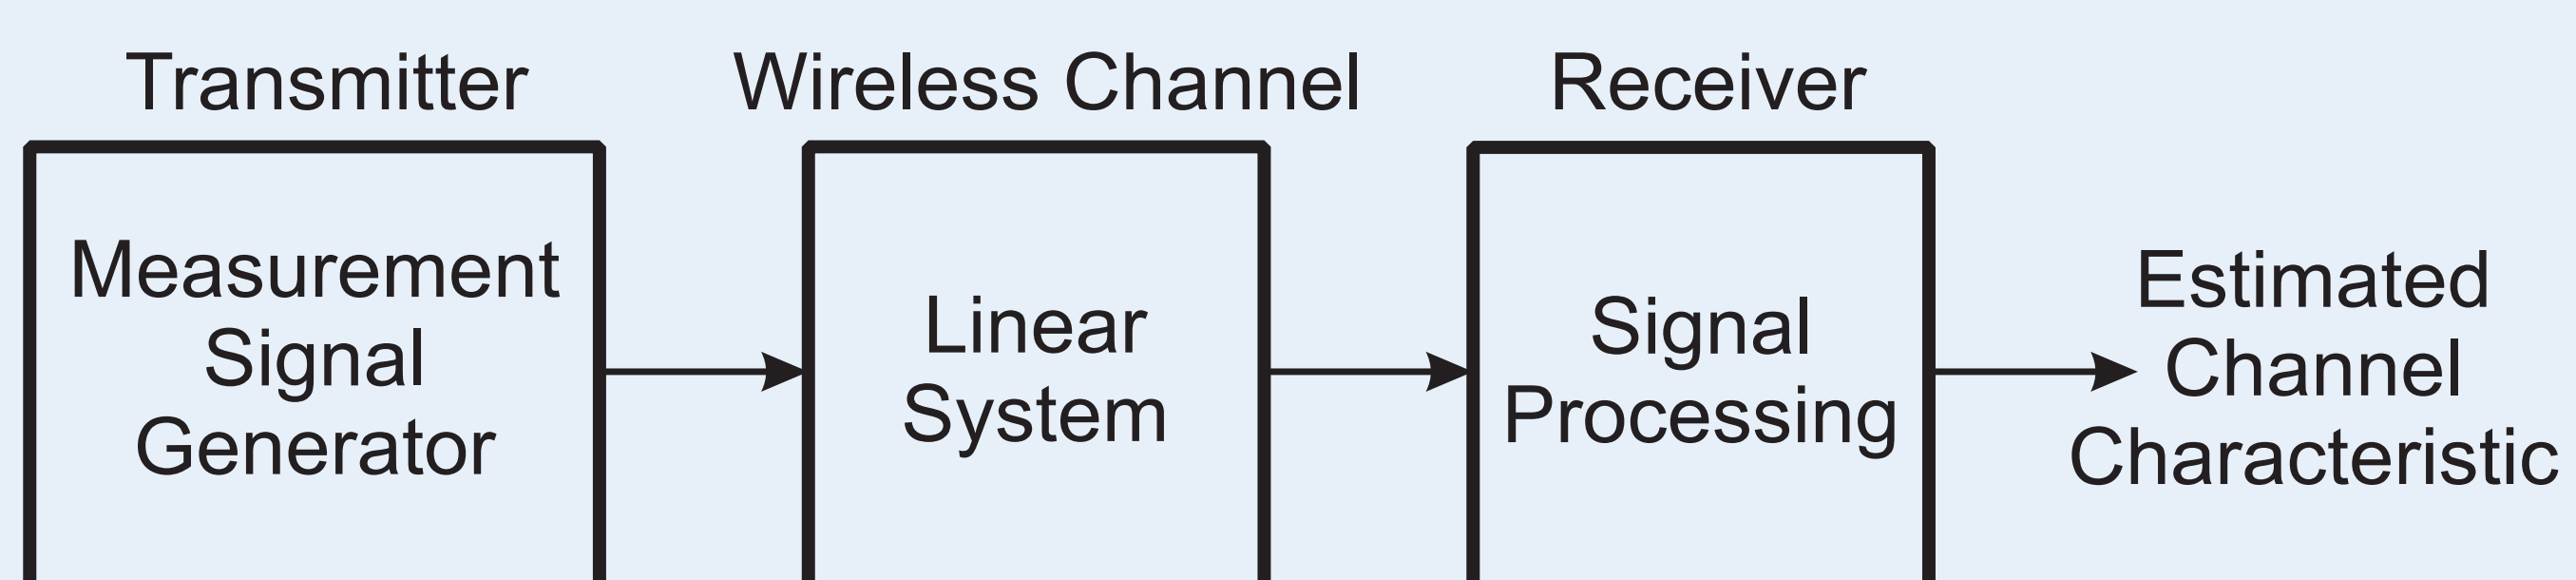 Transmitter
Wireless Channel
Receiver
Measurement
Signal
Generator
Linear
System
Signal
Processing
Estimated
Channel
Characteristic